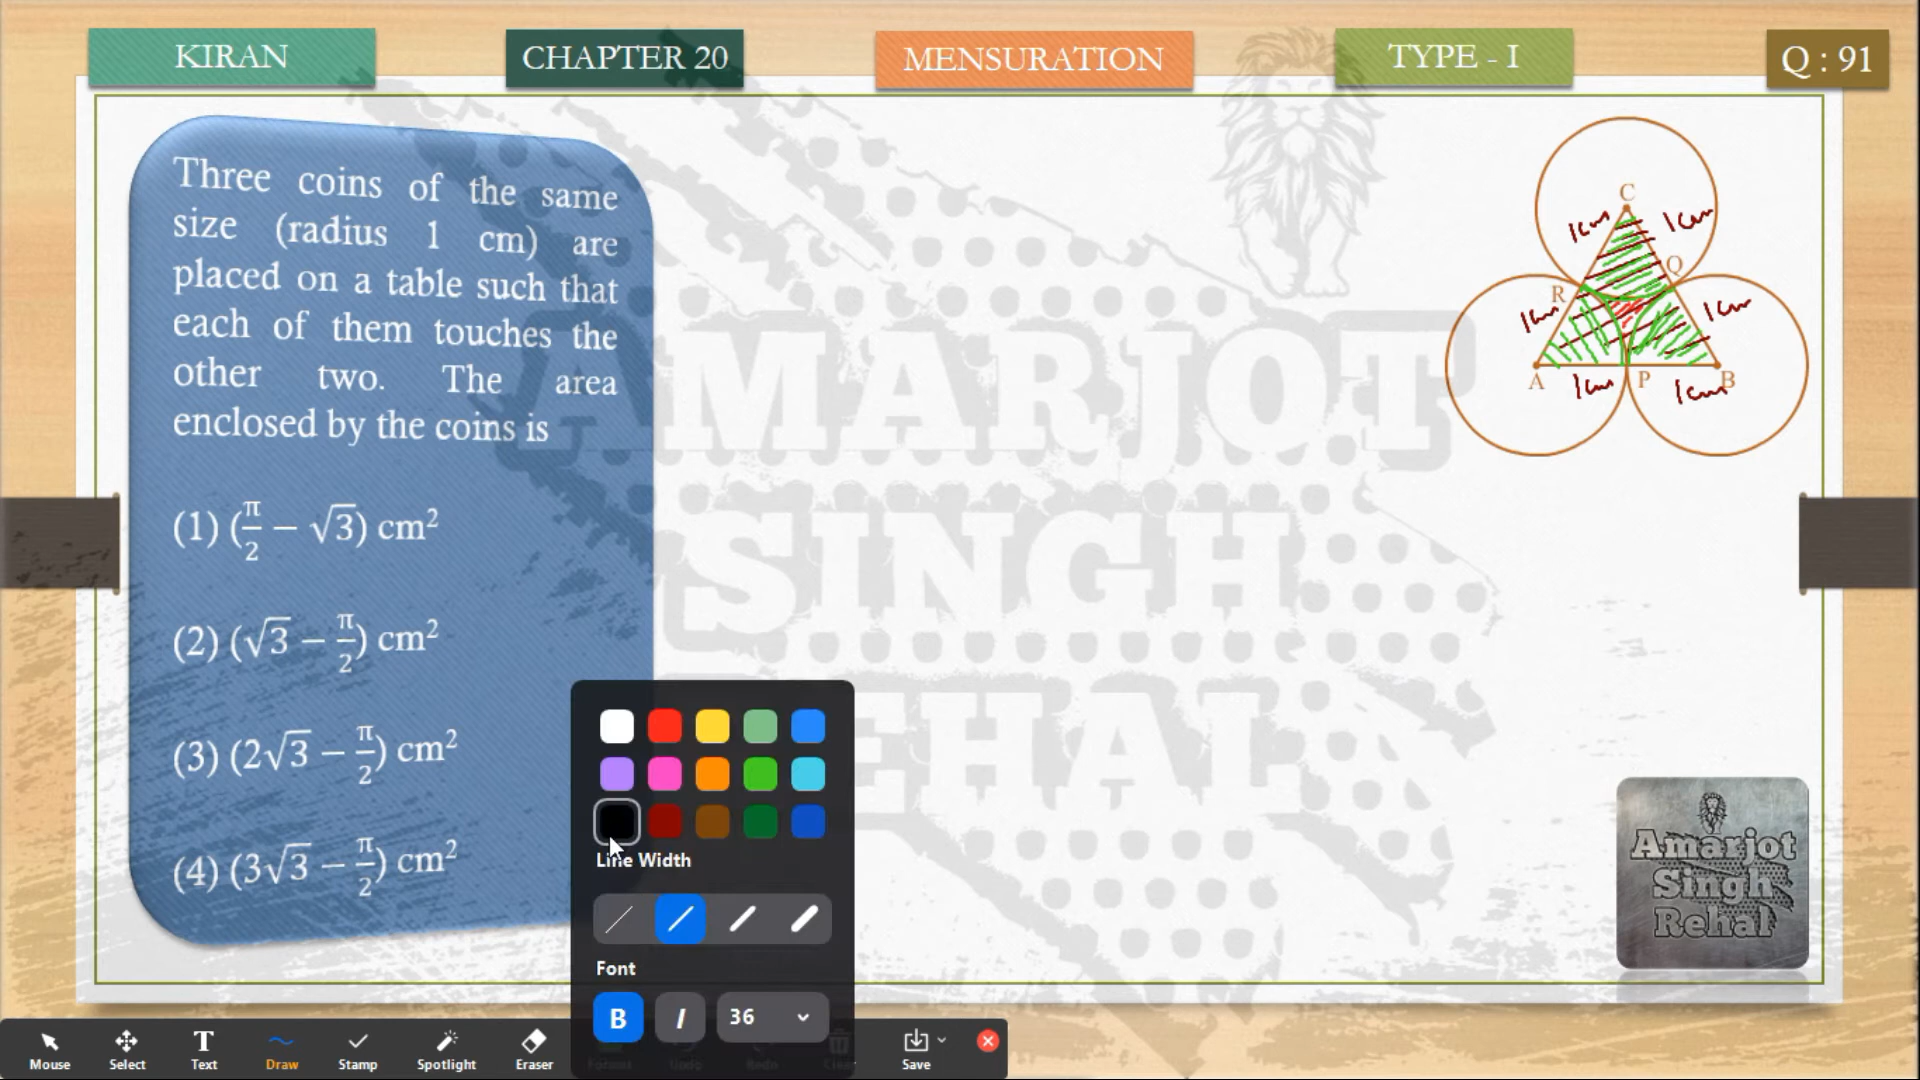 KIRAN
CHAPTER 20
MENSURATION
TYPE - I
Q : 91
Three coins of the same
size (radius 1 cm) are
placed on a table such that
each of them touches the
other two. The area
enclosed by the coins is
(1) (π/2 − √3) cm²
(2) (√3 − π/2) cm²
(3) (2√3 − π/2) cm²
(4) (3√3 − π/2) cm²
C
1cm 1cm
Q
R
1cm 1cm
A 1cm P 1cm B
AMARJOT
SINGH
REHAL
Amarjot
Singh
Rehal
Line Width
Font
B I 36
Mouse Select Text Draw Stamp Spotlight Eraser Format Undo Redo Clear Save